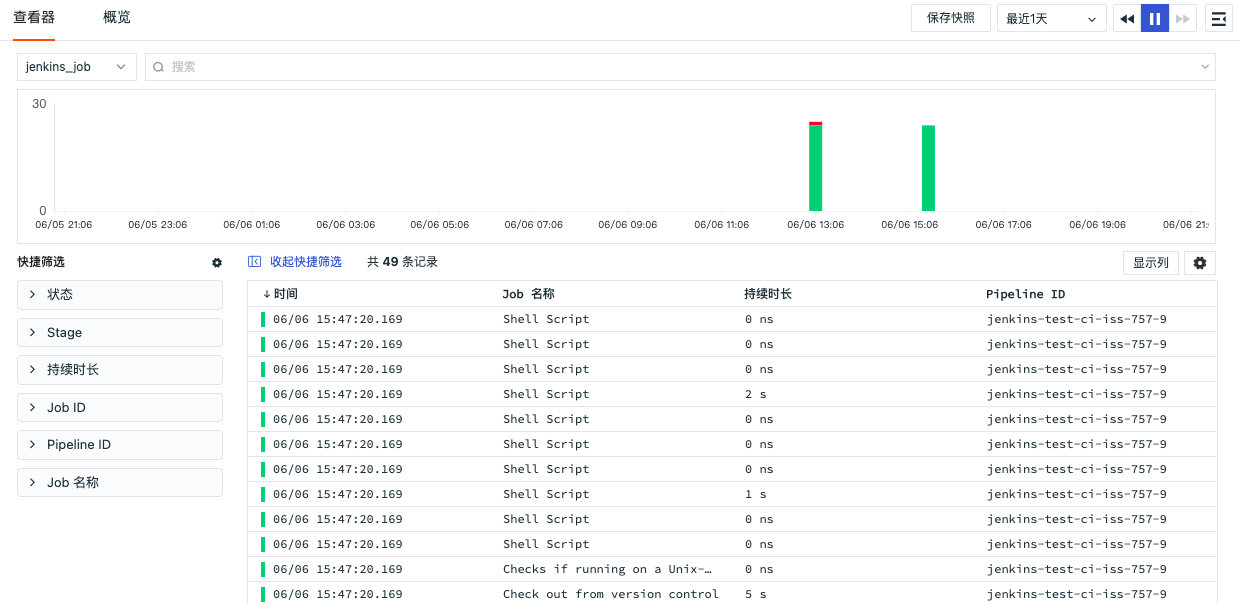 查看器 概览 保存快照 最近1天
jenkins_job 搜索
30
0
06/05 21:06 06/05 23:06 06/06 01:06 06/06 03:06 06/06 05:06 06/06 07:06 06/06 09:06 06/06 11:06 06/06 13:06 06/06 15:06 06/06 17:06 06/06 19:06 06/06 21:
快捷筛选 收起快捷筛选 共 49 条记录 显示列
状态
Stage
持续时长
Job ID
Pipeline ID
Job 名称
↓时间 Job 名称 持续时长 Pipeline ID
06/06 15:47:20.169 Shell Script 0 ns jenkins-test-ci-iss-757-9
06/06 15:47:20.169 Shell Script 0 ns jenkins-test-ci-iss-757-9
06/06 15:47:20.169 Shell Script 0 ns jenkins-test-ci-iss-757-9
06/06 15:47:20.169 Shell Script 2 s jenkins-test-ci-iss-757-9
06/06 15:47:20.169 Shell Script 0 ns jenkins-test-ci-iss-757-9
06/06 15:47:20.169 Shell Script 0 ns jenkins-test-ci-iss-757-9
06/06 15:47:20.169 Shell Script 0 ns jenkins-test-ci-iss-757-9
06/06 15:47:20.169 Shell Script 1 s jenkins-test-ci-iss-757-9
06/06 15:47:20.169 Shell Script 0 ns jenkins-test-ci-iss-757-9
06/06 15:47:20.169 Shell Script 0 ns jenkins-test-ci-iss-757-9
06/06 15:47:20.169 Checks if running on a Unix-… 0 ns jenkins-test-ci-iss-757-9
06/06 15:47:20.169 Check out from version control 5 s jenkins-test-ci-iss-757-9